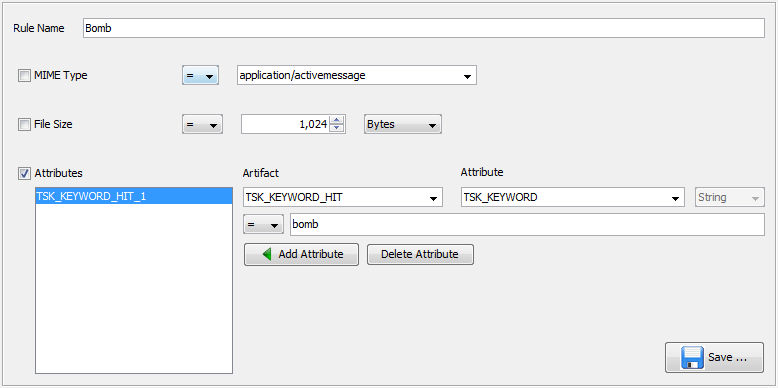 Rule Name Bomb
MIME Type = application/activemessage
File Size = 1,024 Bytes
Attributes Artifact Attribute
TSK_KEYWORD_HIT_1 TSK_KEYWORD_HIT TSK_KEYWORD String
= bomb
Add Attribute Delete Attribute
Save ...